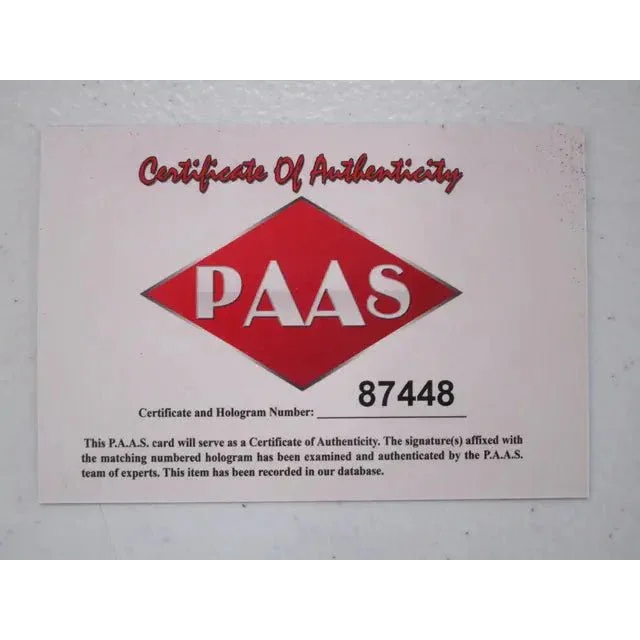 Certificate Of Authenticity
PAAS
87448
Certificate and Hologram Number:
This P.A.A.S. card will serve as a Certificate of Authenticity. The signature(s) affixed with
the matching numbered hologram has been examined and authenticated by the P.A.A.S.
team of experts. This item has been recorded in our database.